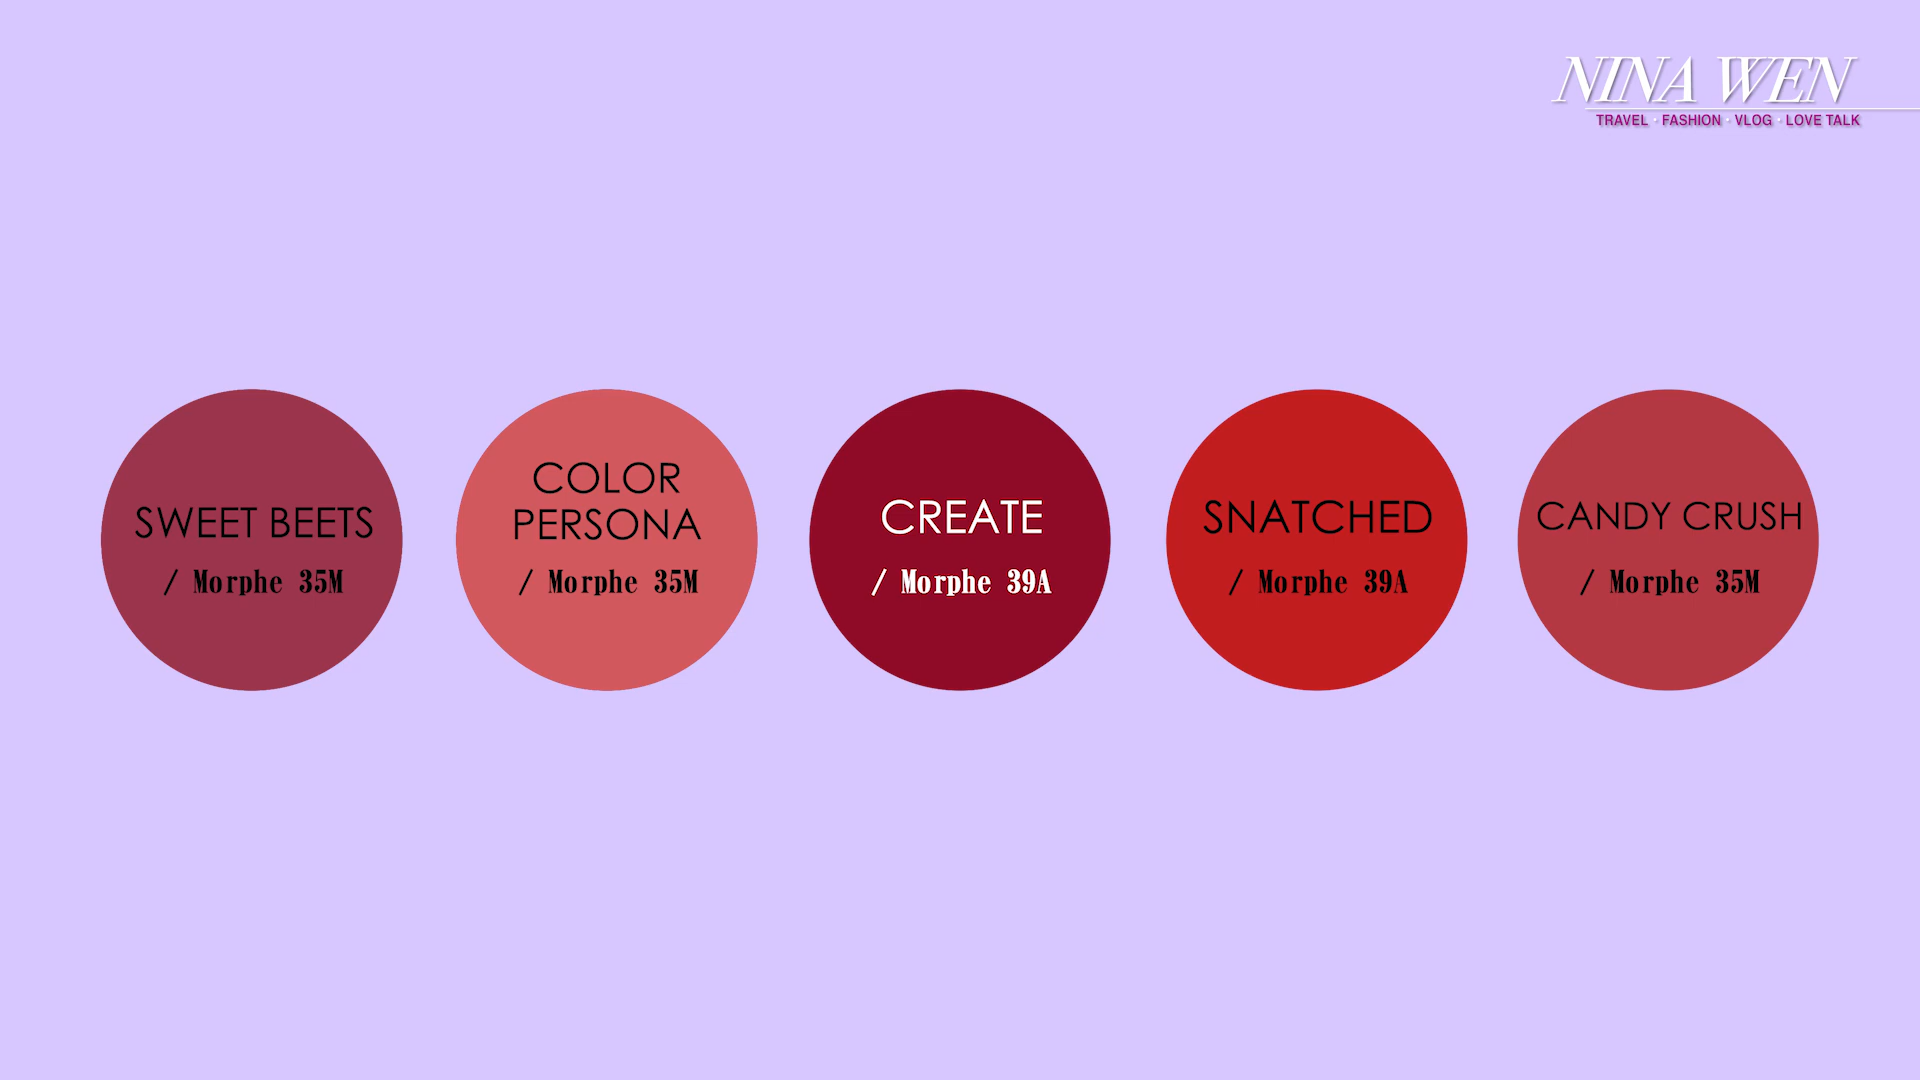 NINA WEN
TRAVEL · FASHION · VLOG · LOVE TALK
SWEET BEETS
/ Morphe 35M
COLOR
PERSONA
/ Morphe 35M
CREATE
/ Morphe 39A
SNATCHED
/ Morphe 39A
CANDY CRUSH
/ Morphe 35M